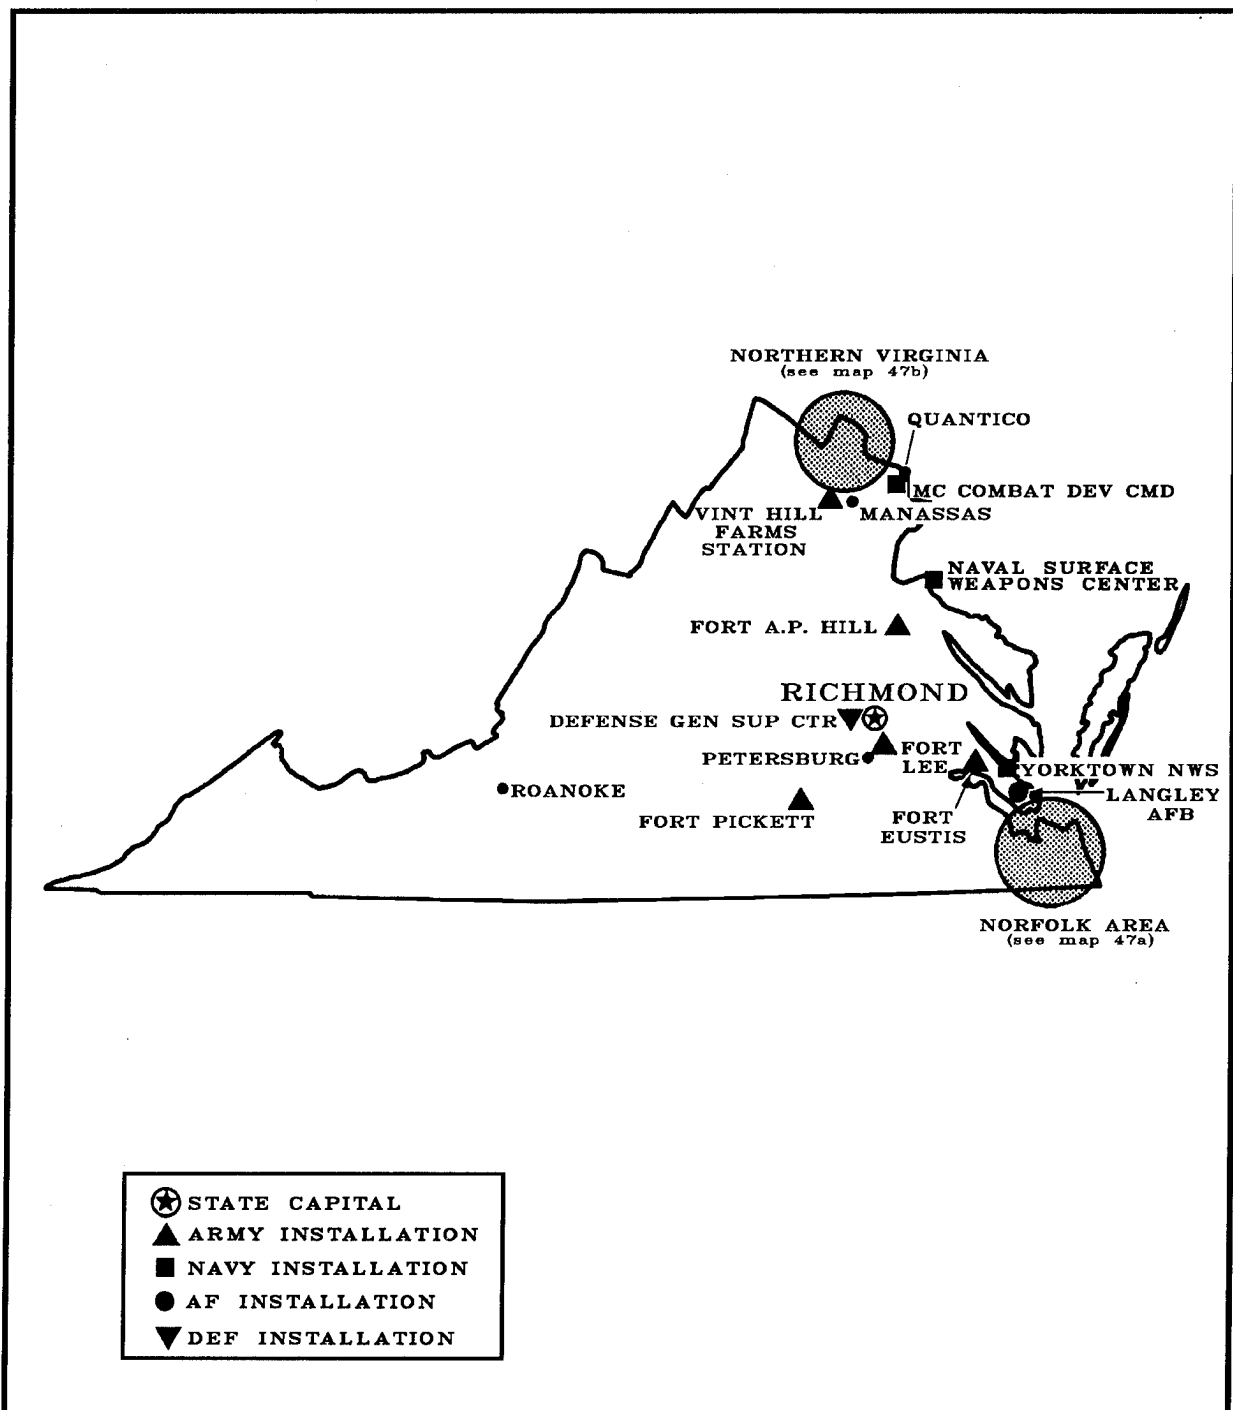 NORTHERN VIRGINIA
(see map 47b)
QUANTICO
MC COMBAT DEV CMD
VINT HILL
FARMS
STATION
MANASSAS
NAVAL SURFACE
WEAPONS CENTER
FORT A.P. HILL
RICHMOND
DEFENSE GEN SUP CTR
PETERSBURG
FORT
LEE
YORKTOWN NWS
ROANOKE
LANGLEY
AFB
FORT PICKETT
FORT
EUSTIS
NORFOLK AREA
(see map 47a)
STATE CAPITAL
ARMY INSTALLATION
NAVY INSTALLATION
AF INSTALLATION
DEF INSTALLATION